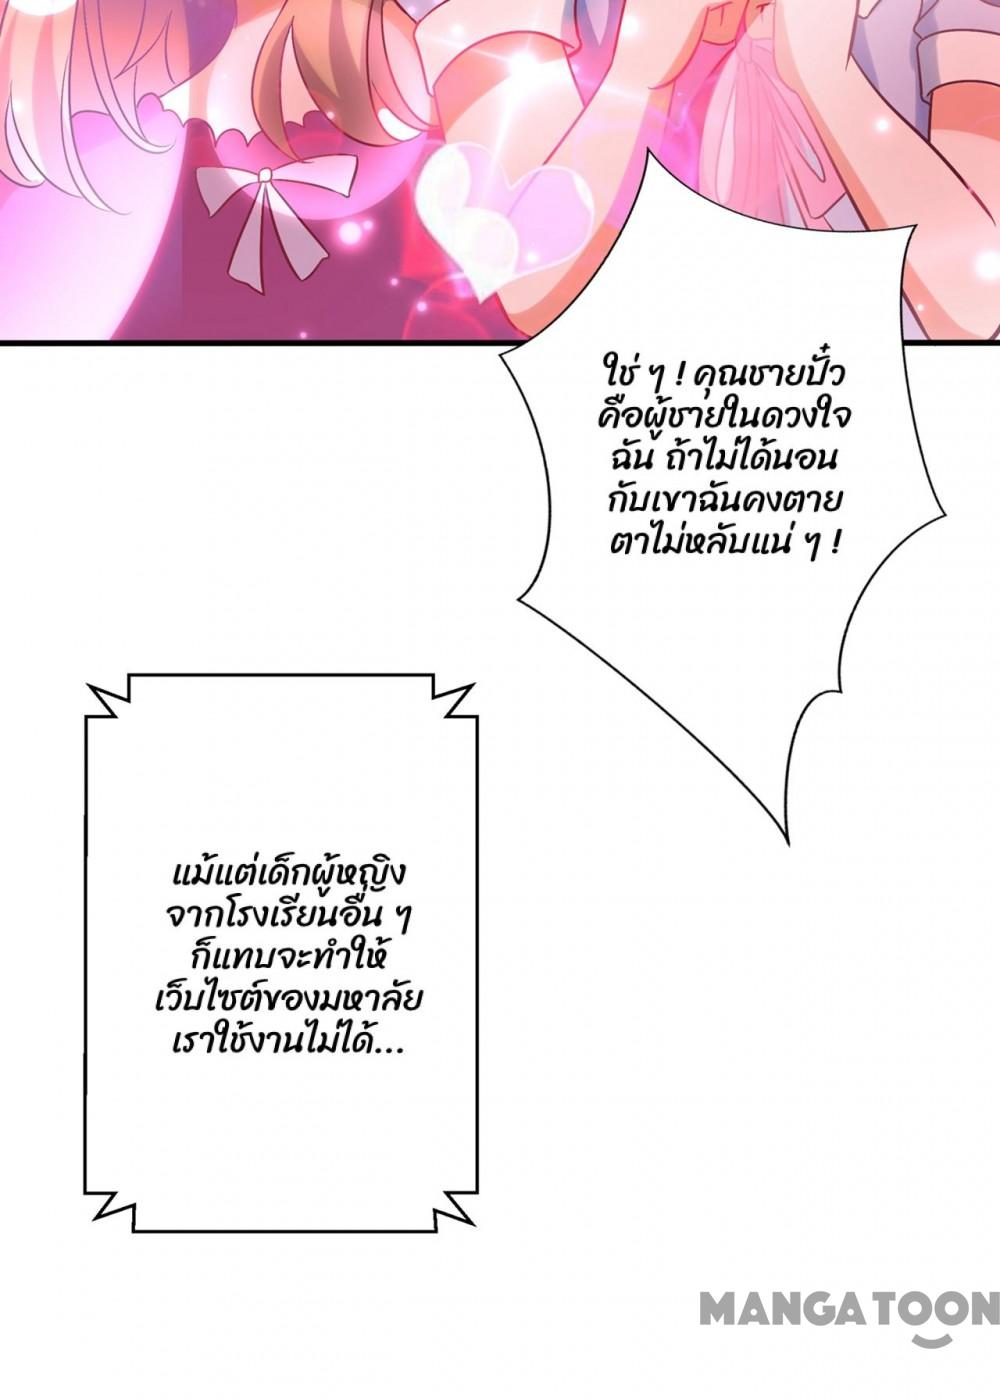 ใช่ ๆ ! คุณชายปั๋ว
คือผู้ชายในดวงใจ
ฉัน ถ้าไม่ได้นอน
กับเขาฉันคงตาย
ตาไม่หลับแน่ ๆ !
แม้แต่เด็กผู้หญิง
จากโรงเรียนอื่น ๆ
ก็แทบจะทำให้
เว็บไซต์ของมหาลัย
เราใช้งานไม่ได้...
MANGA TOON